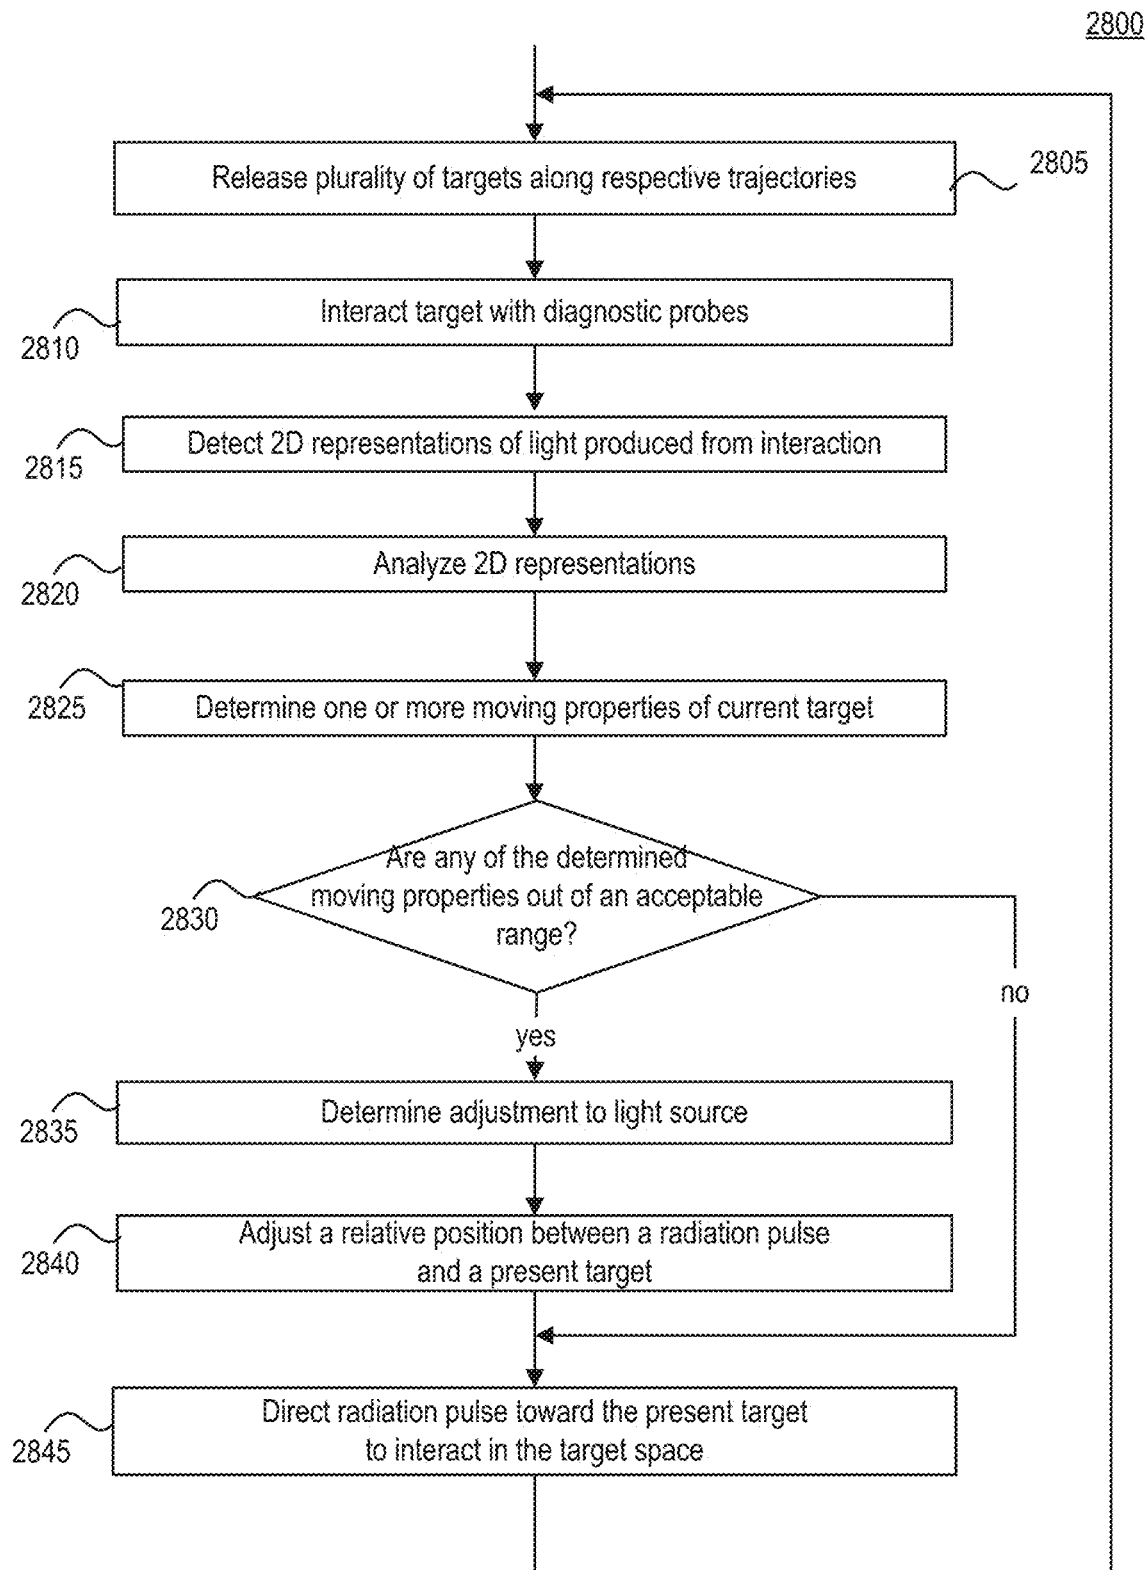 2800
Release plurality of targets along respective trajectories
2805
Interact target with diagnostic probes
2810
Detect 2D representations of light produced from interaction
2815
Analyze 2D representations
2820
Determine one or more moving properties of current target
2825
Are any of the determined
moving properties out of an acceptable
range?
2830
no
yes
Determine adjustment to light source
2835
Adjust a relative position between a radiation pulse
and a present target
2840
Direct radiation pulse toward the present target
to interact in the target space
2845